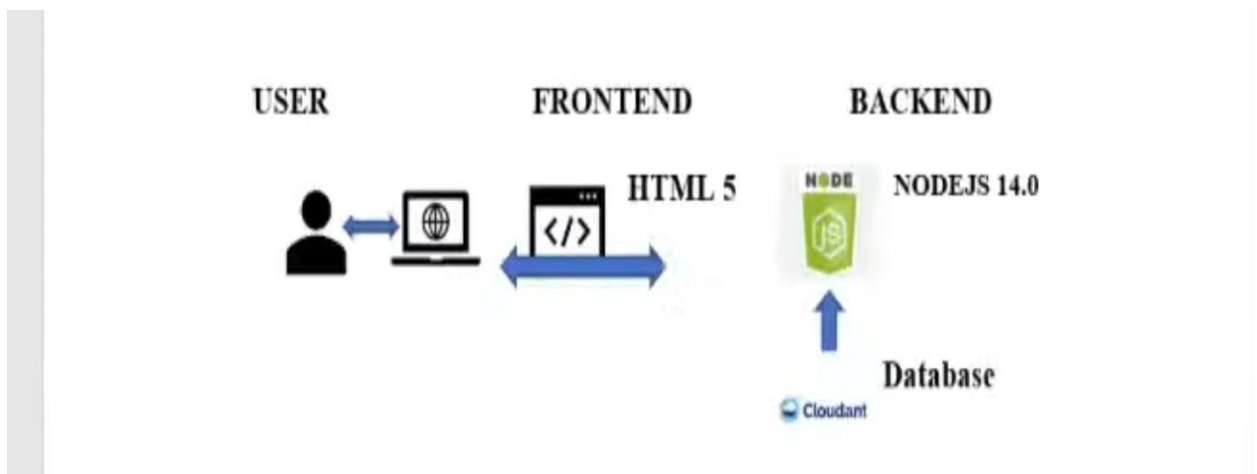 USER
FRONTEND
BACKEND
HTML 5
</>
NODE
JS
NODEJS 14.0
Database
Cloudant